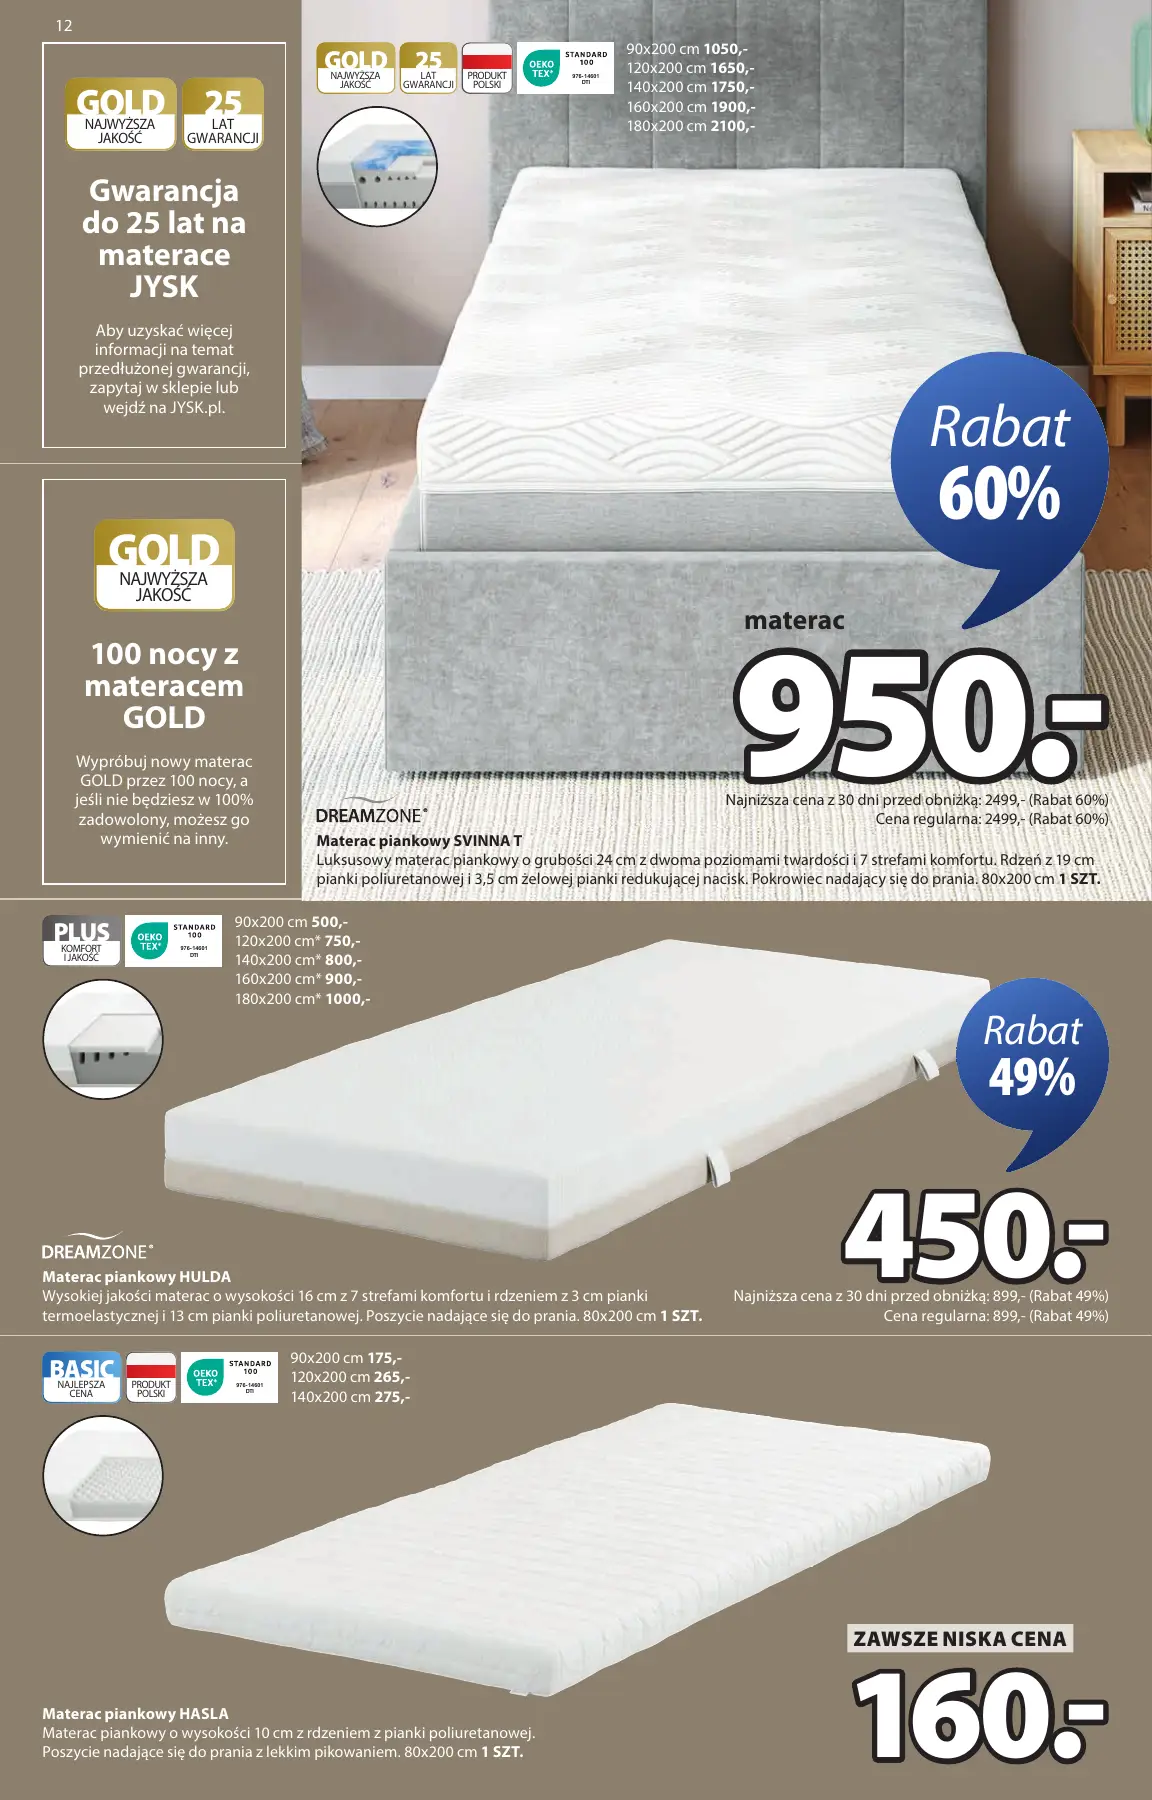 12
GOLD
NAJWYŻSZA
JAKOŚĆ
25
LAT
GWARANCJI
Gwarancja
do 25 lat na
materace
JYSK
Aby uzyskać więcej
informacji na temat
przedłużonej gwarancji,
zapytaj w sklepie lub
wejdź na JYSK.pl.
GOLD
NAJWYŻSZA
JAKOŚĆ
100 nocy z
materacem
GOLD
Wypróbuj nowy materac
GOLD przez 100 nocy, a
jeśli nie będziesz w 100%
zadowolony, możesz go
wymienić na inny.
GOLD
NAJWYŻSZA
JAKOŚĆ
25
LAT
GWARANCJI
PRODUKT
POLSKI
OEKO
TEX®
STANDARD
100
976-14601
DTI
90x200 cm 1050,-
120x200 cm 1650,-
140x200 cm 1750,-
160x200 cm 1900,-
180x200 cm 2100,-
Rabat
60%
materac
950.-
Najniższa cena z 30 dni przed obniżką: 2499,- (Rabat 60%)
Cena regularna: 2499,- (Rabat 60%)
DREAMZONE®
Materac piankowy SVINNA T
Luksusowy materac piankowy o grubości 24 cm z dwoma poziomami twardości i 7 strefami komfortu. Rdzeń z 19 cm
pianki poliuretanowej i 3,5 cm żelowej pianki redukującej nacisk. Pokrowiec nadający się do prania. 80x200 cm 1 SZT.
PLUS
KOMFORT
I JAKOŚĆ
OEKO
TEX®
STANDARD
100
976-14601
DTI
90x200 cm 500,-
120x200 cm* 750,-
140x200 cm* 800,-
160x200 cm* 900,-
180x200 cm* 1000,-
Rabat
49%
450.-
Najniższa cena z 30 dni przed obniżką: 899,- (Rabat 49%)
Cena regularna: 899,- (Rabat 49%)
DREAMZONE®
Materac piankowy HULDA
Wysokiej jakości materac o wysokości 16 cm z 7 strefami komfortu i rdzeniem z 3 cm pianki
termoelastycznej i 13 cm pianki poliuretanowej. Poszycie nadające się do prania. 80x200 cm 1 SZT.
BASIC
NAJLEPSZA
CENA
PRODUKT
POLSKI
OEKO
TEX®
STANDARD
100
976-14601
DTI
90x200 cm 175,-
120x200 cm 265,-
140x200 cm 275,-
ZAWSZE NISKA CENA
160.-
Materac piankowy HASLA
Materac piankowy o wysokości 10 cm z rdzeniem z pianki poliuretanowej.
Poszycie nadające się do prania z lekkim pikowaniem. 80x200 cm 1 SZT.